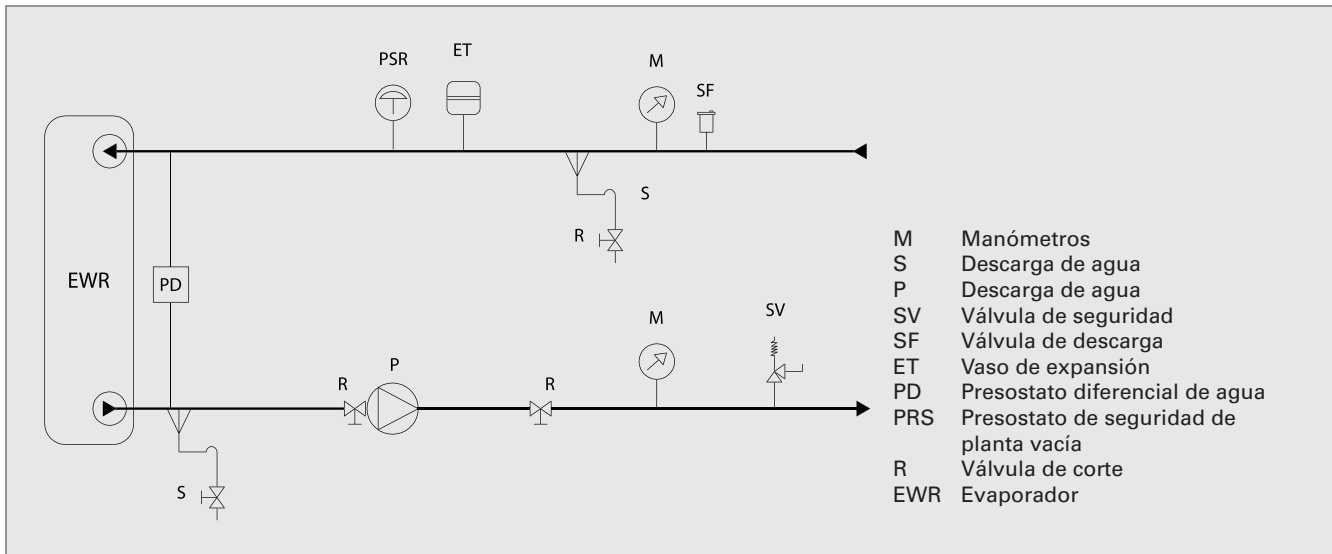 PSR
ET
M
SF
S
R
EWR
PD
M
SV
R
P
R
S
M Manómetros
S Descarga de agua
P Descarga de agua
SV Válvula de seguridad
SF Válvula de descarga
ET Vaso de expansión
PD Presostato diferencial de agua
PRS Presostato de seguridad de
planta vacía
R Válvula de corte
EWR Evaporador